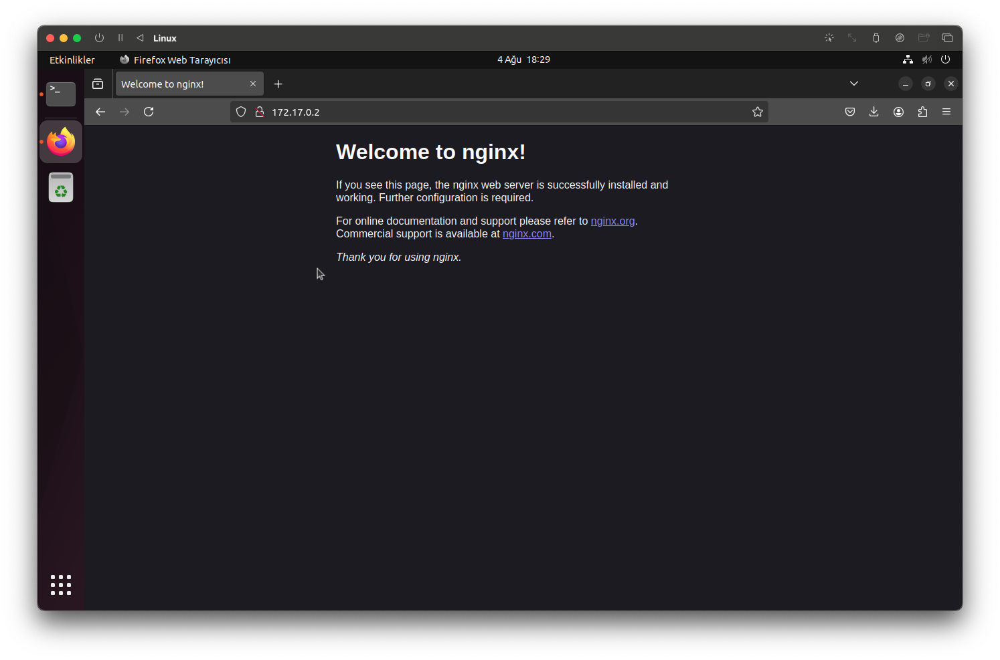 Linux
Etkinlikler
Firefox Web Tarayıcısı
4 Ağu 18:29
>_
Welcome to nginx!
172.17.0.2
Welcome to nginx!
If you see this page, the nginx web server is successfully installed and
working. Further configuration is required.
For online documentation and support please refer to nginx.org.
Commercial support is available at nginx.com.
Thank you for using nginx.